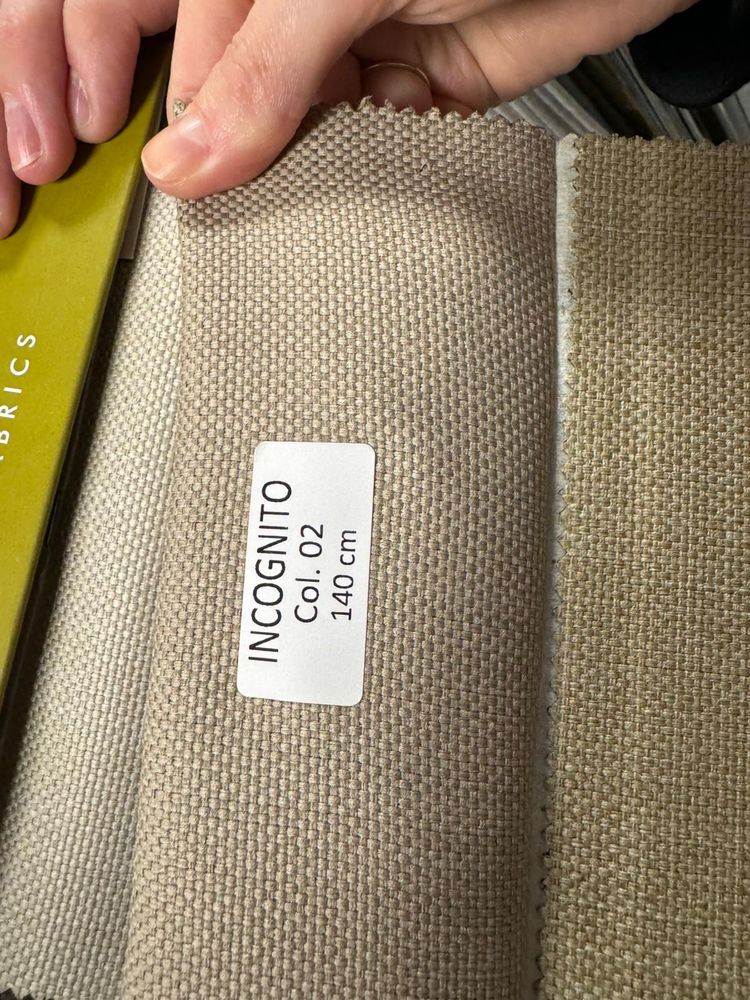 INCOGNITO
Col. 02
140 cm
BRICS